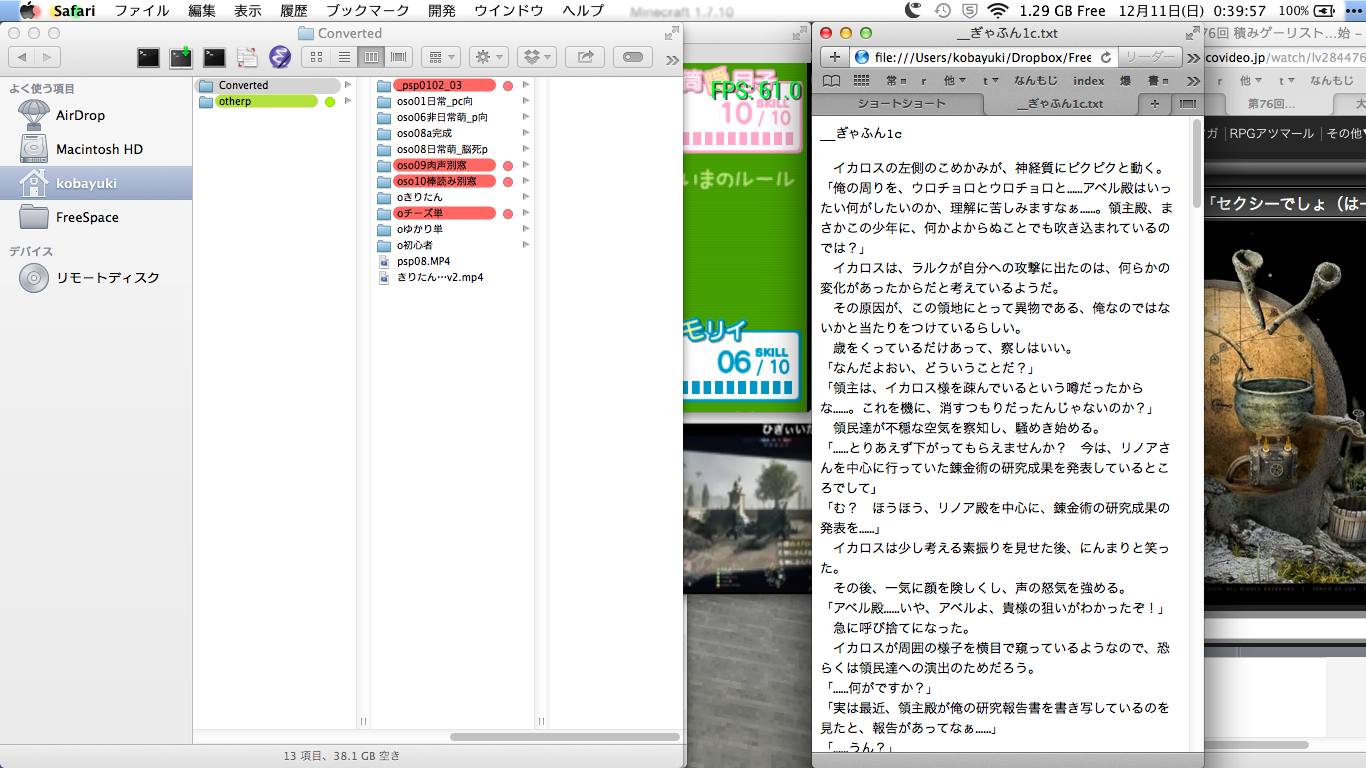 Safari ファイル 編集 表示 履歴 ブックマーク 開発 ウインドウ ヘルプ Minecraft 1.7.10 1.29 GB Free 12月11日(日) 0:39:57 100%
Converted
よく使う項目
AirDrop
Macintosh HD
kobayuki
FreeSpace
デバイス
リモートディスク
Converted
otherp
_psp0102_03
oso01日常_pc向
oso06非日常萌_p向
oso08a完成
oso08日常萌_脳死p
oso09肉声別窓
oso10棒読み別窓
oきりたん
oチーズ単
oゆかり単
o初心者
psp08.MP4
きりたん…v2.mp4
13 項目、38.1 GB 空き
FPS: 61.0
10 SKILL / 10
いまのルール
モリィ
06 SKILL / 10
ひぎぃいた
__ぎゃふん1c.txt
file:///Users/kobayuki/Dropbox/Free
リーダー
常 r 他 t なんもじ index 爆 書
ショートショート
__ぎゃふん1c.txt
__ぎゃふん1c
イカロスの左側のこめかみが、神経質にピクピクと動く。
「俺の周りを、ウロチョロとウロチョロと……アベル殿はいっ
たい何がしたいのか、理解に苦しみますなぁ……。領主殿、ま
さかこの少年に、何かよからぬことでも吹き込まれているの
では？」
イカロスは、ラルクが自分への攻撃に出たのは、何らかの
変化があったからだと考えているようだ。
その原因が、この領地にとって異物である、俺なのではな
いかと当たりをつけているらしい。
歳をくっているだけあって、察しはいい。
「なんだよおい、どういうことだ？」
「領主は、イカロス様を疎んでいるという噂だったから
な……。これを機に、消すつもりだったんじゃないのか？」
領民達が不穏な空気を察知し、騒めき始める。
「……とりあえず下がってもらえませんか？　今は、リノアさ
んを中心に行っていた錬金術の研究成果を発表しているとこ
ろでして」
「む？　ほうほう、リノア殿を中心に、錬金術の研究成果の
発表を……」
イカロスは少し考える素振りを見せた後、にんまりと笑っ
た。
その後、一気に顔を険しくし、声の怒気を強める。
「アベル殿……いや、アベルよ、貴様の狙いがわかったぞ！」
急に呼び捨てになった。
イカロスが周囲の様子を横目で窺っているようなので、恐
らくは領民達への演出のためだろう。
「……何がですか？」
「実は最近、領主殿が俺の研究報告書を書き写しているのを
見たと、報告があってなぁ……」
「……うん？」
76回 積みゲーリスト…始 –
covideo.jp/watch/lv284476
r 他 t なんもじ
第76回…
大
マガ RPGアツマール その他
「セクシーでしょ（はー